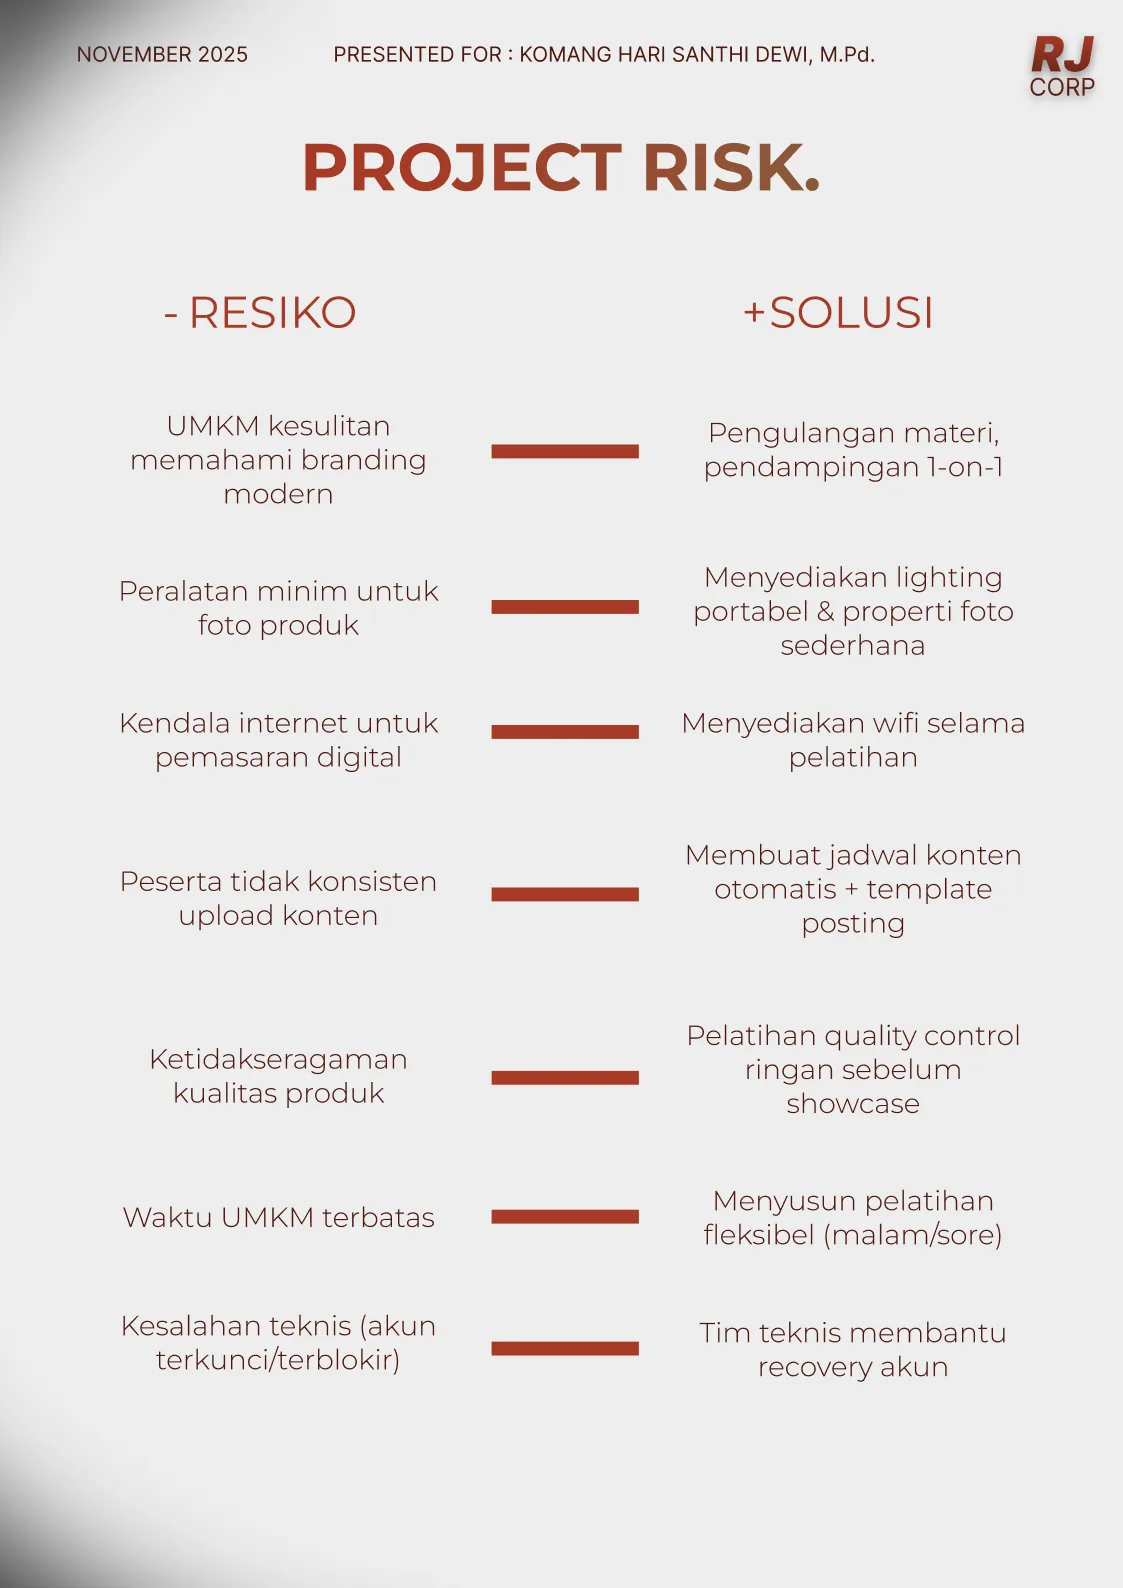 NOVEMBER 2025
PRESENTED FOR : KOMANG HARI SANTHI DEWI, M.Pd.
RJ
CORP
PROJECT RISK.
- RESIKO
+SOLUSI
UMKM kesulitan
memahami branding
modern
Pengulangan materi,
pendampingan 1-on-1
Peralatan minim untuk
foto produk
Menyediakan lighting
portabel & properti foto
sederhana
Kendala internet untuk
pemasaran digital
Menyediakan wifi selama
pelatihan
Peserta tidak konsisten
upload konten
Membuat jadwal konten
otomatis + template
posting
Ketidakseragaman
kualitas produk
Pelatihan quality control
ringan sebelum
showcase
Waktu UMKM terbatas
Menyusun pelatihan
fleksibel (malam/sore)
Kesalahan teknis (akun
terkunci/terblokir)
Tim teknis membantu
recovery akun